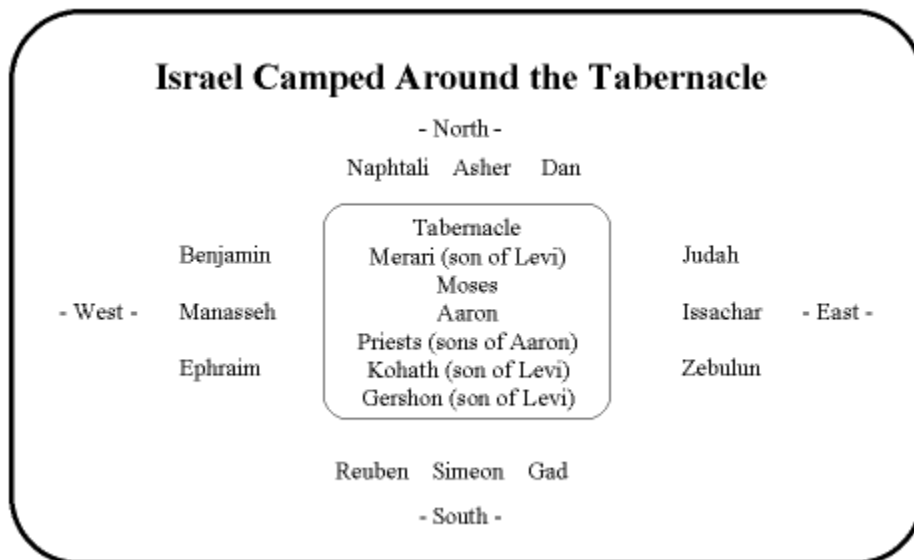 Israel Camped Around the Tabernacle
- North -
Naphtali Asher Dan
Tabernacle
Benjamin Merari (son of Levi) Judah
Moses
- West - Manasseh Aaron Issachar - East -
Priests (sons of Aaron)
Ephraim Kohath (son of Levi) Zebulun
Gershon (son of Levi)
Reuben Simeon Gad
- South -